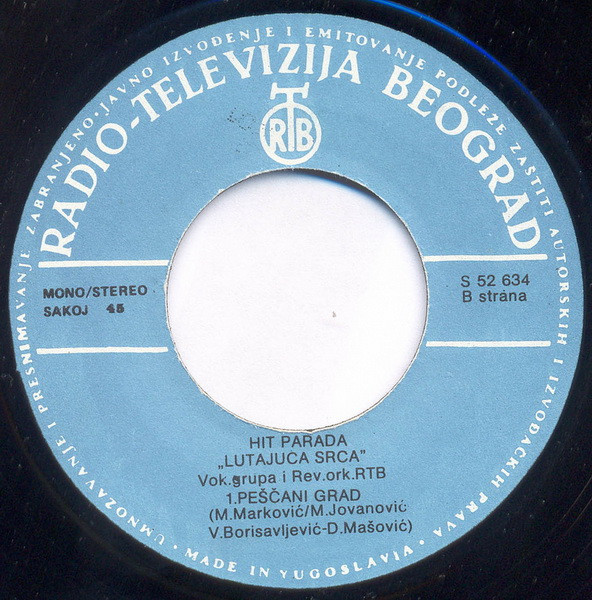 UMNOŽAVANJE I PRESNIMAVANJE ZABRANJENO · JAVNO IZVOĐENJE I EMITOVANJE PODLEŽE ZAŠTITI AUTORSKIH I IZVOĐAČKIH PRAVA ·
RADIO-TELEVIZIJA BEOGRAD
RTB
MONO/STEREO
SAKOJ 45
S 52 634
B strana
HIT PARADA
„LUTAJUCA SRCA"
Vok.grupa i Rev.ork.RTB
1.PEŠČANI GRAD
(M.Marković/M.Jovanović
V.Borisavljević-D.Mašović)
MADE IN YUGOSLAVIA ·